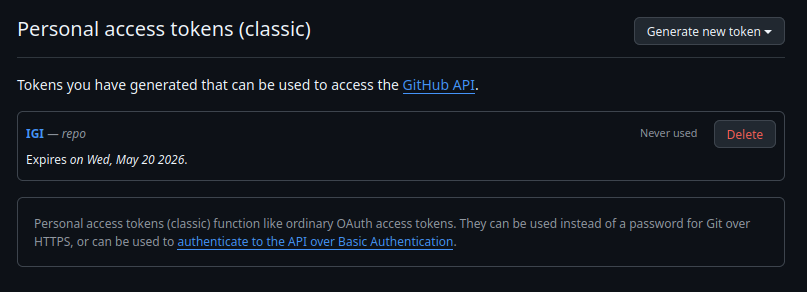 Personal access tokens (classic)
Generate new token
Tokens you have generated that can be used to access the GitHub API.
IGI — repo
Never used
Delete
Expires on Wed, May 20 2026.
Personal access tokens (classic) function like ordinary OAuth access tokens. They can be used instead of a password for Git over
HTTPS, or can be used to authenticate to the API over Basic Authentication.